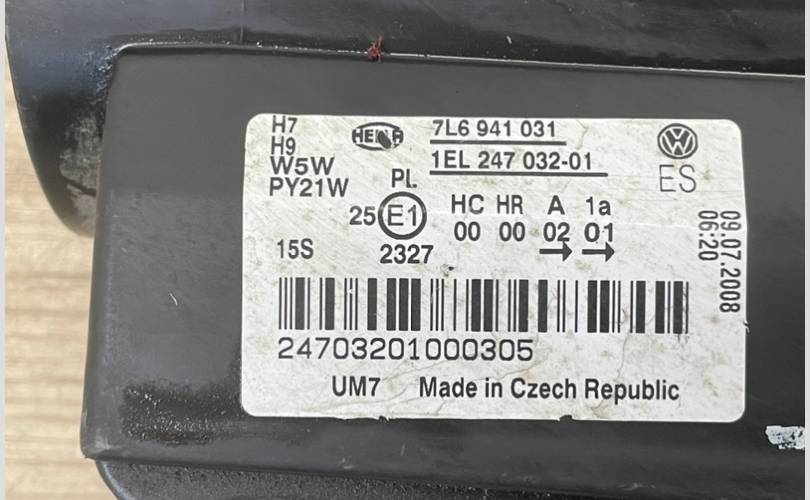 H7
H9
W5W
PY21W
HELLA
7L6 941 031
1EL 247 032-01
VW
ES
PL
25 E1
2327
HC HR A 1a
00 00 02 01
15S
09.07.2008
06:20
24703201000305
UM7 Made in Czech Republic